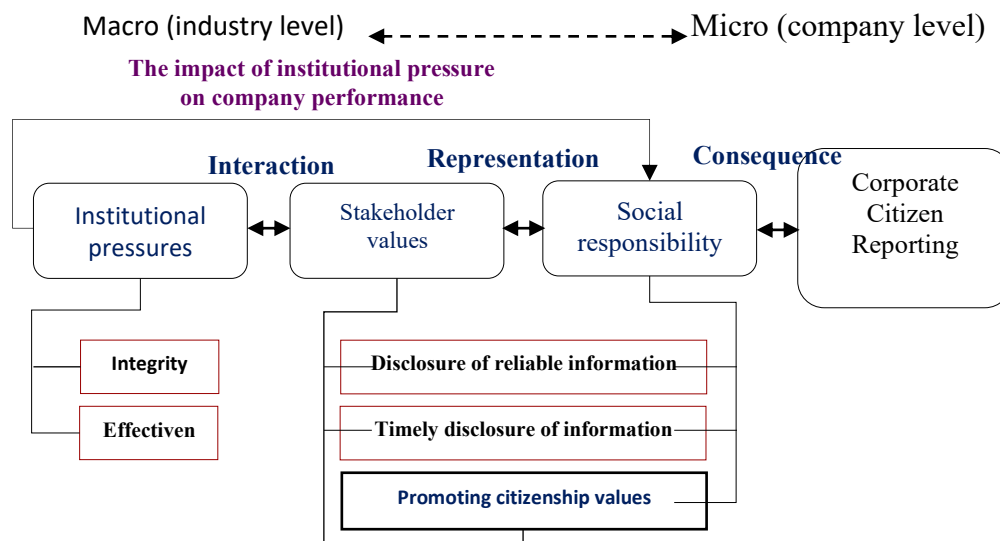 Macro (industry level)
Micro (company level)
The impact of institutional pressure
on company performance
Interaction
Representation
Consequence
Institutional
pressures
Stakeholder
values
Social
responsibility
Corporate
Citizen
Reporting
Integrity
Effectiven
Disclosure of reliable information
Timely disclosure of information
Promoting citizenship values